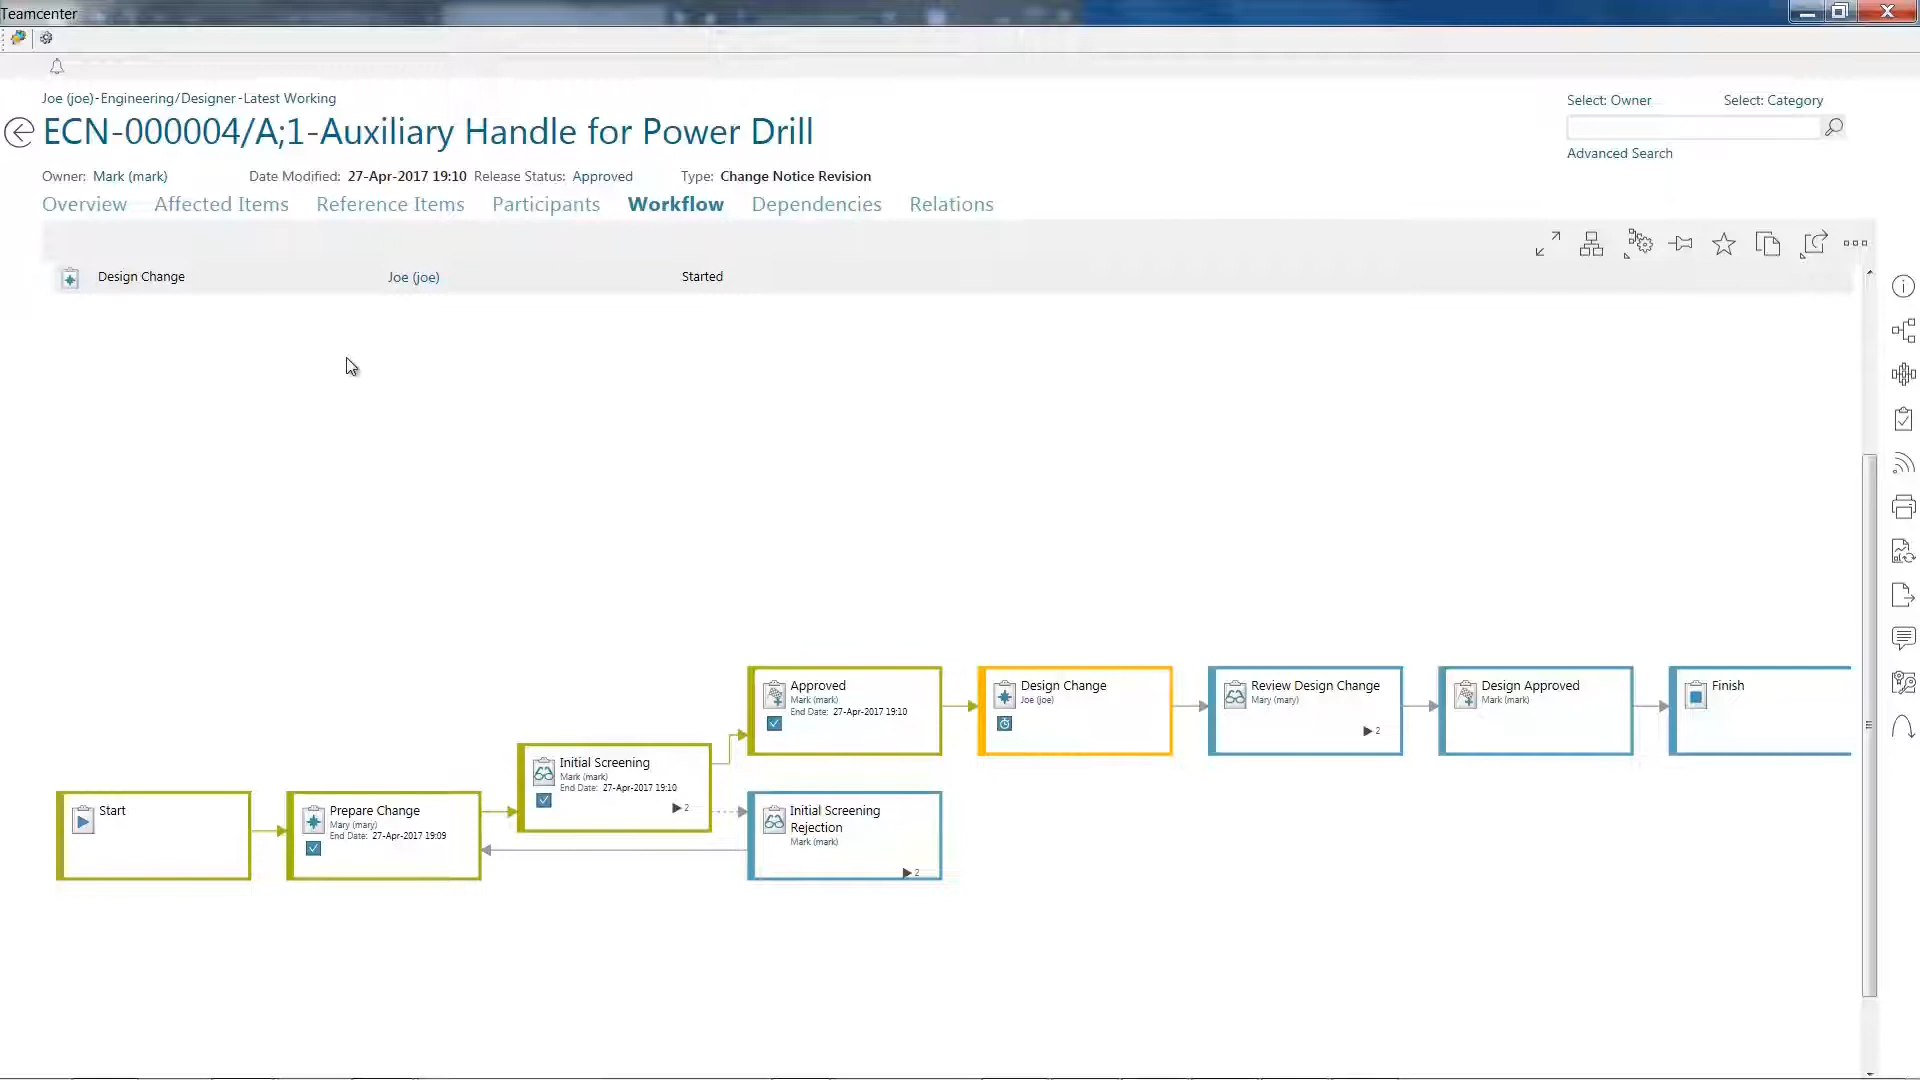 Teamcenter
Joe (joe)-Engineering/Designer-Latest Working
Select: Owner
Select: Category
ECN-000004/A;1-Auxiliary Handle for Power Drill
Advanced Search
Owner: Mark (mark)
Date Modified: 27-Apr-2017 19:10
Release Status: Approved
Type: Change Notice Revision
Overview
Affected Items
Reference Items
Participants
Workflow
Dependencies
Relations
Design Change
Joe (joe)
Started
Approved
Mark (mark)
End Date: 27-Apr-2017 19:10
Design Change
Joe (joe)
Review Design Change
Mary (mary)
2
Design Approved
Mark (mark)
Finish
Initial Screening
Mark (mark)
End Date: 27-Apr-2017 19:10
2
Start
Prepare Change
Mary (mary)
End Date: 27-Apr-2017 19:09
Initial Screening
Rejection
Mark (mark)
2